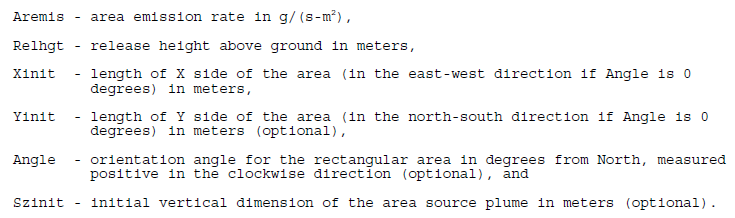 Aremis - area emission rate in g/(s-m²),
Relhgt - release height above ground in meters,
Xinit - length of X side of the area (in the east-west direction if Angle is 0
degrees) in meters,
Yinit - length of Y side of the area (in the north-south direction if Angle is 0
degrees) in meters (optional),
Angle - orientation angle for the rectangular area in degrees from North, measured
positive in the clockwise direction (optional), and
Szinit - initial vertical dimension of the area source plume in meters (optional).